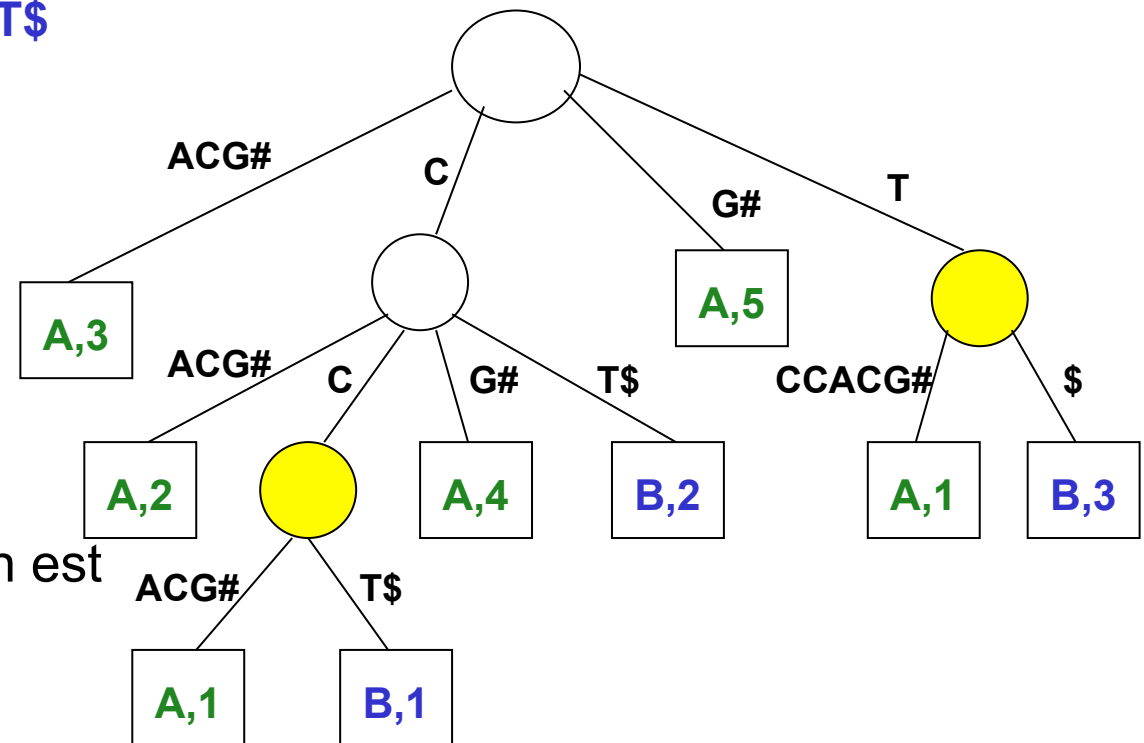 T$
ACG#
C
G#
T
A,3
A,5
ACG#
C
G#
T$
CCACG#
$
A,2
A,4
B,2
A,1
B,3
est
ACG#
T$
A,1
B,1